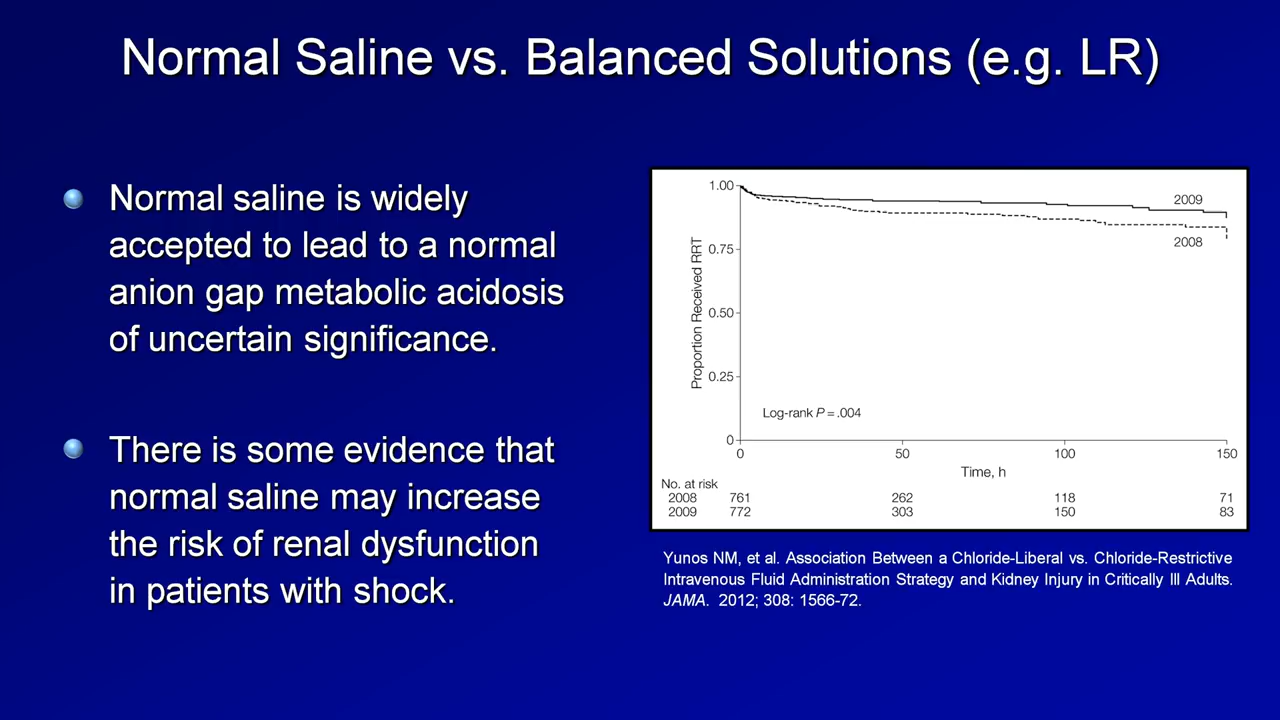 Normal Saline vs. Balanced Solutions (e.g. LR)
Normal saline is widely
accepted to lead to a normal
anion gap metabolic acidosis
of uncertain significance.
There is some evidence that
normal saline may increase
the risk of renal dysfunction
in patients with shock.
1.00
0.75
0.50
0.25
0
Proportion Received RRT
2009
2008
Log-rank P = .004
0 50 100 150
Time, h
No. at risk
2008 761 262 118 71
2009 772 303 150 83
Yunos NM, et al. Association Between a Chloride-Liberal vs. Chloride-Restrictive
Intravenous Fluid Administration Strategy and Kidney Injury in Critically Ill Adults.
JAMA. 2012; 308: 1566-72.